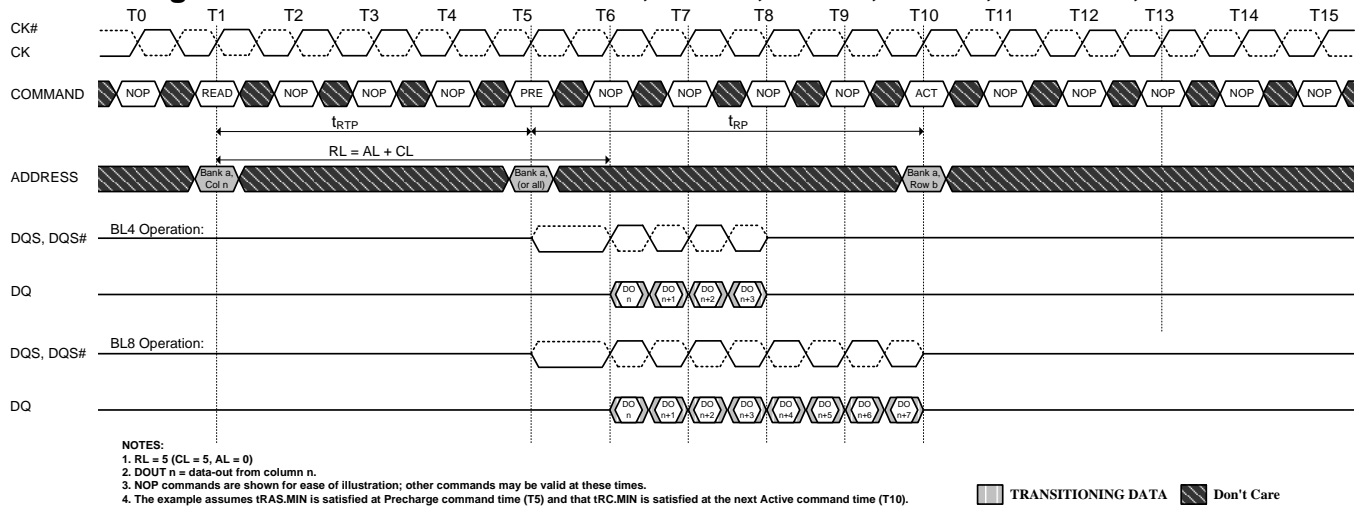 T0 T1 T2 T3 T4 T5 T6 T7 T8 T9 T10 T11 T12 T13 T14 T15
CK#
CK
COMMAND NOP READ NOP NOP NOP PRE NOP NOP NOP NOP ACT NOP NOP NOP NOP NOP
tRTP tRP
RL = AL + CL
ADDRESS
Bank a, Bank a, Bank a,
Col n (or all) Row b
BL4 Operation:
DQS, DQS#
DQ
DO DO DO DO
n n+1 n+2 n+3
BL8 Operation:
DQS, DQS#
DQ
DO DO DO DO DO DO DO DO
n n+1 n+2 n+3 n+4 n+5 n+6 n+7
NOTES:
1. RL = 5 (CL = 5, AL = 0)
2. DOUT n = data-out from column n.
3. NOP commands are shown for ease of illustration; other commands may be valid at these times.
4. The example assumes tRAS.MIN is satisfied at Precharge command time (T5) and that tRC.MIN is satisfied at the next Active command time (T10).
TRANSITIONING DATA Don't Care